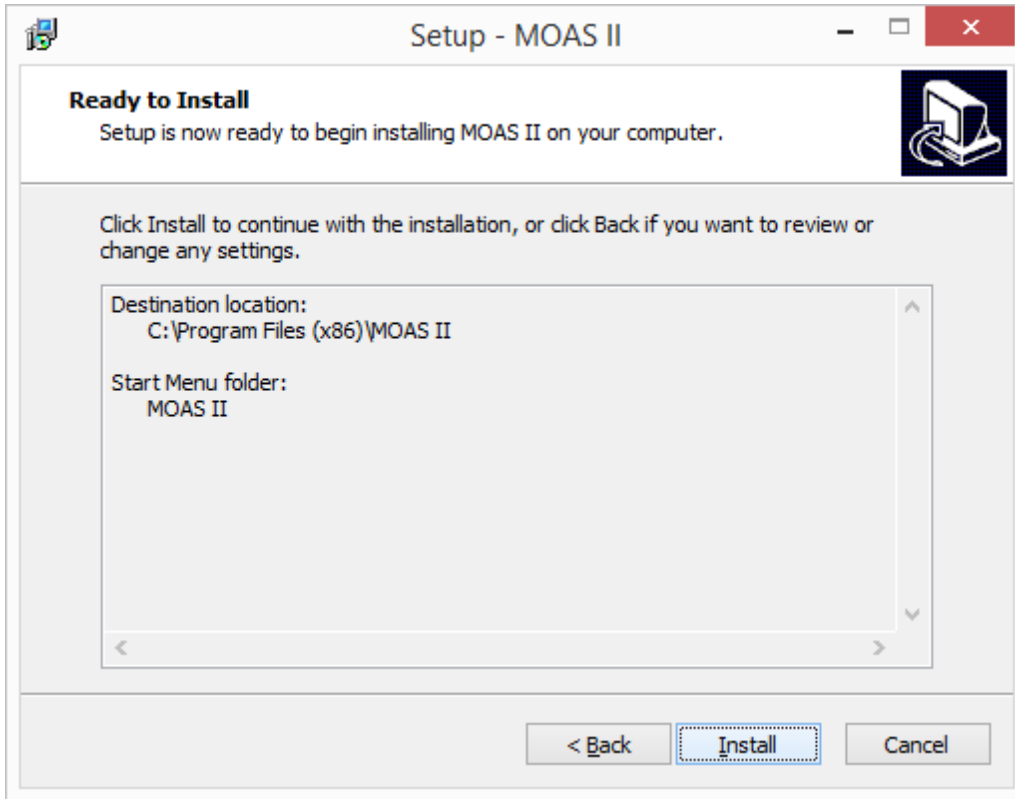 Setup - MOAS II
Ready to Install
Setup is now ready to begin installing MOAS II on your computer.
Click Install to continue with the installation, or click Back if you want to review or
change any settings.
Destination location:
C:\Program Files (x86)\MOAS II
Start Menu folder:
MOAS II
< Back
Install
Cancel